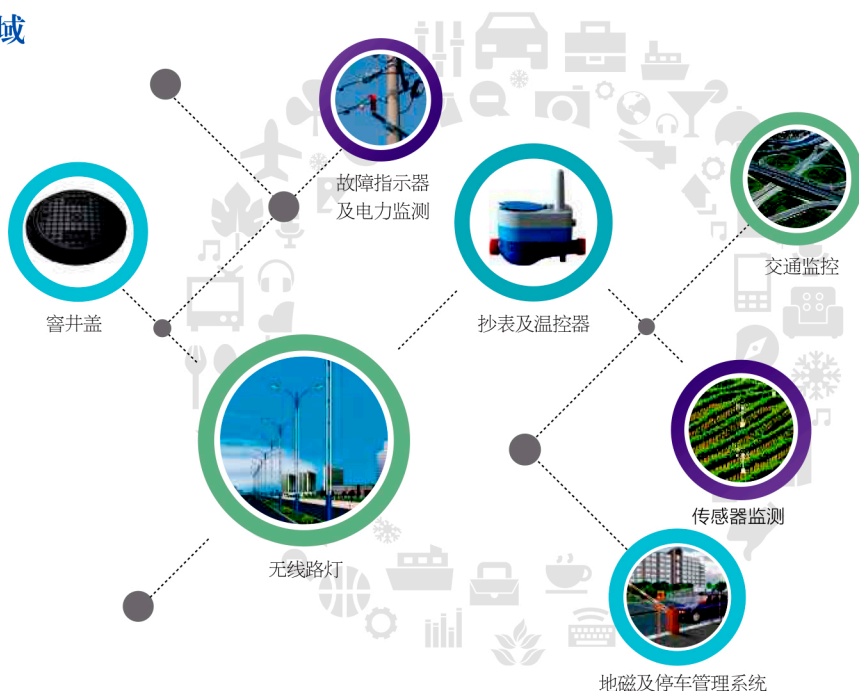 域
故障指示器
及电力监测
交通监控
窨井盖
抄表及温控器
传感器监测
无线路灯
地磁及停车管理系统